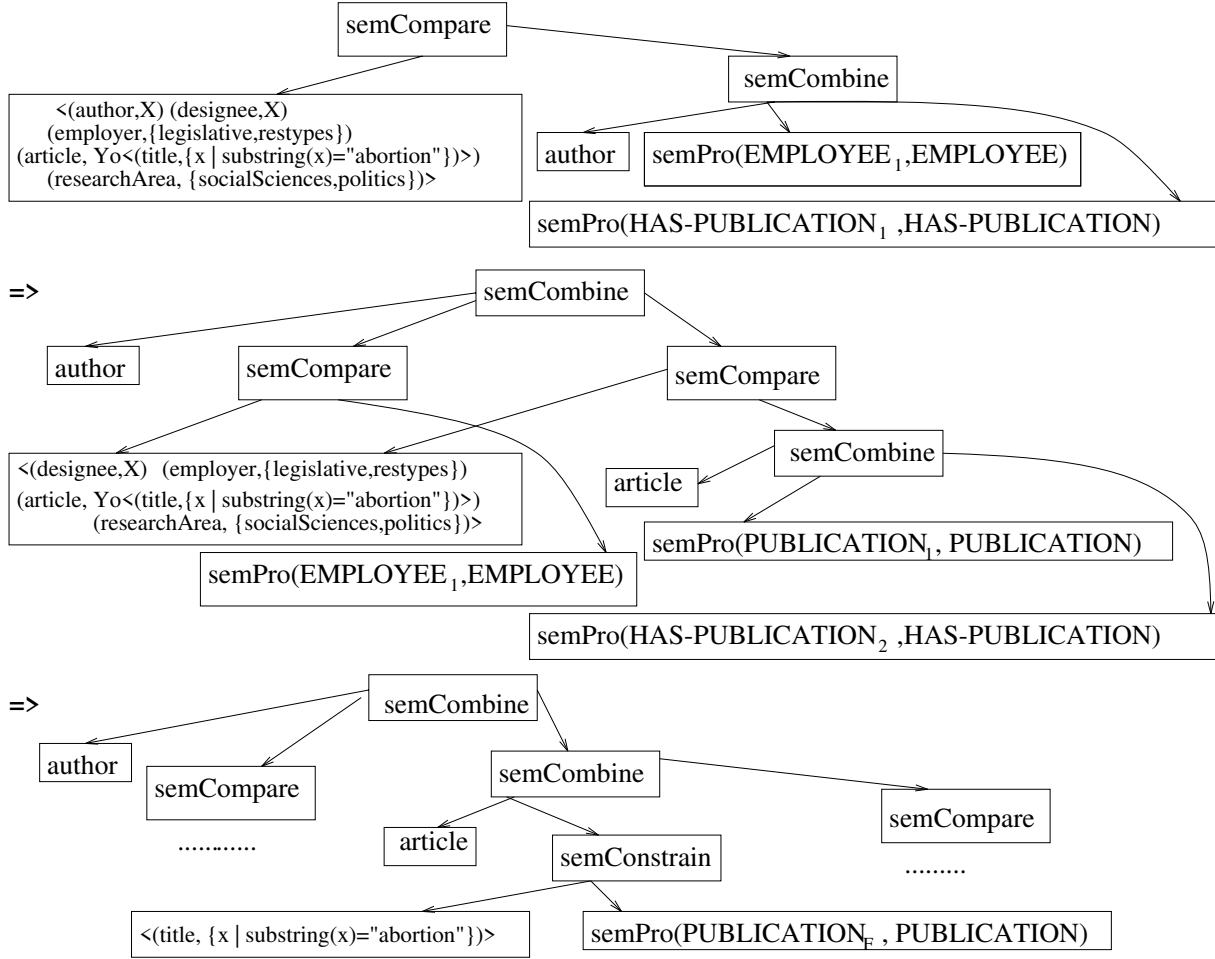 semCompare
semCombine
<(author,X) (designee,X)
(employer,{legislative,restypes})
(article, Yo<(title,{x | substring(x)="abortion"})>)
(researchArea, {socialSciences,politics})>
author
semPro(EMPLOYEE1,EMPLOYEE)
semPro(HAS-PUBLICATION1 ,HAS-PUBLICATION)
=>
semCombine
author
semCompare
semCompare
<(designee,X) (employer,{legislative,restypes})
(article, Yo<(title,{x | substring(x)="abortion"})>)
(researchArea, {socialSciences,politics})>
semCombine
article
semPro(PUBLICATION1, PUBLICATION)
semPro(EMPLOYEE1,EMPLOYEE)
semPro(HAS-PUBLICATION2 ,HAS-PUBLICATION)
=>
semCombine
author
semCompare
semCombine
semCompare
............
article
semConstrain
.........
<(title, {x | substring(x)="abortion"})>
semPro(PUBLICATIONF , PUBLICATION)